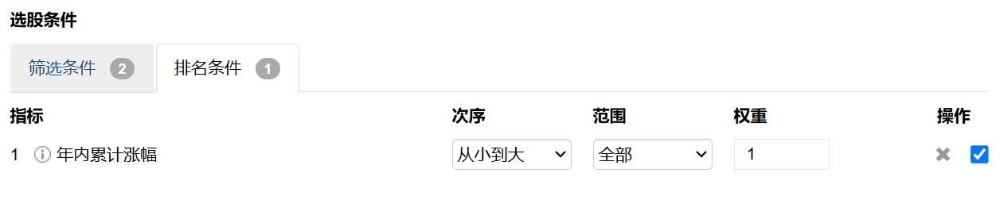 选股条件
筛选条件 2 排名条件 1
指标 次序 范围 权重 操作
1 年内累计涨幅 从小到大 全部 1